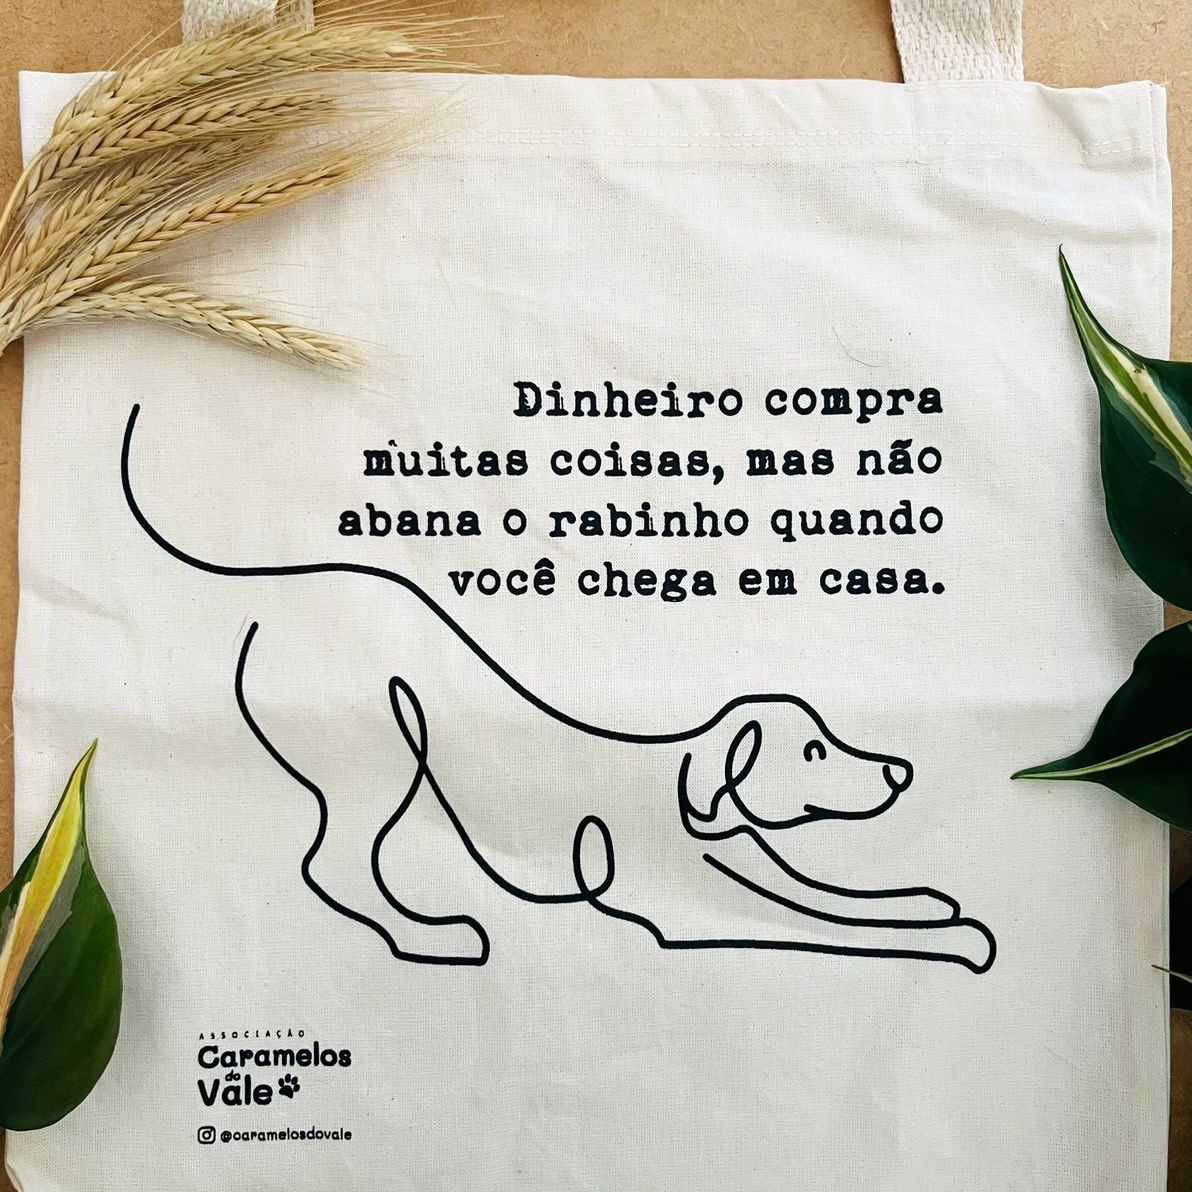 Dinheiro compra
muitas coisas, mas não
abana o rabinho quando
você chega em casa.
ASSOCIAÇÃO
Caramelos
do
Vale
@caramelosdovale